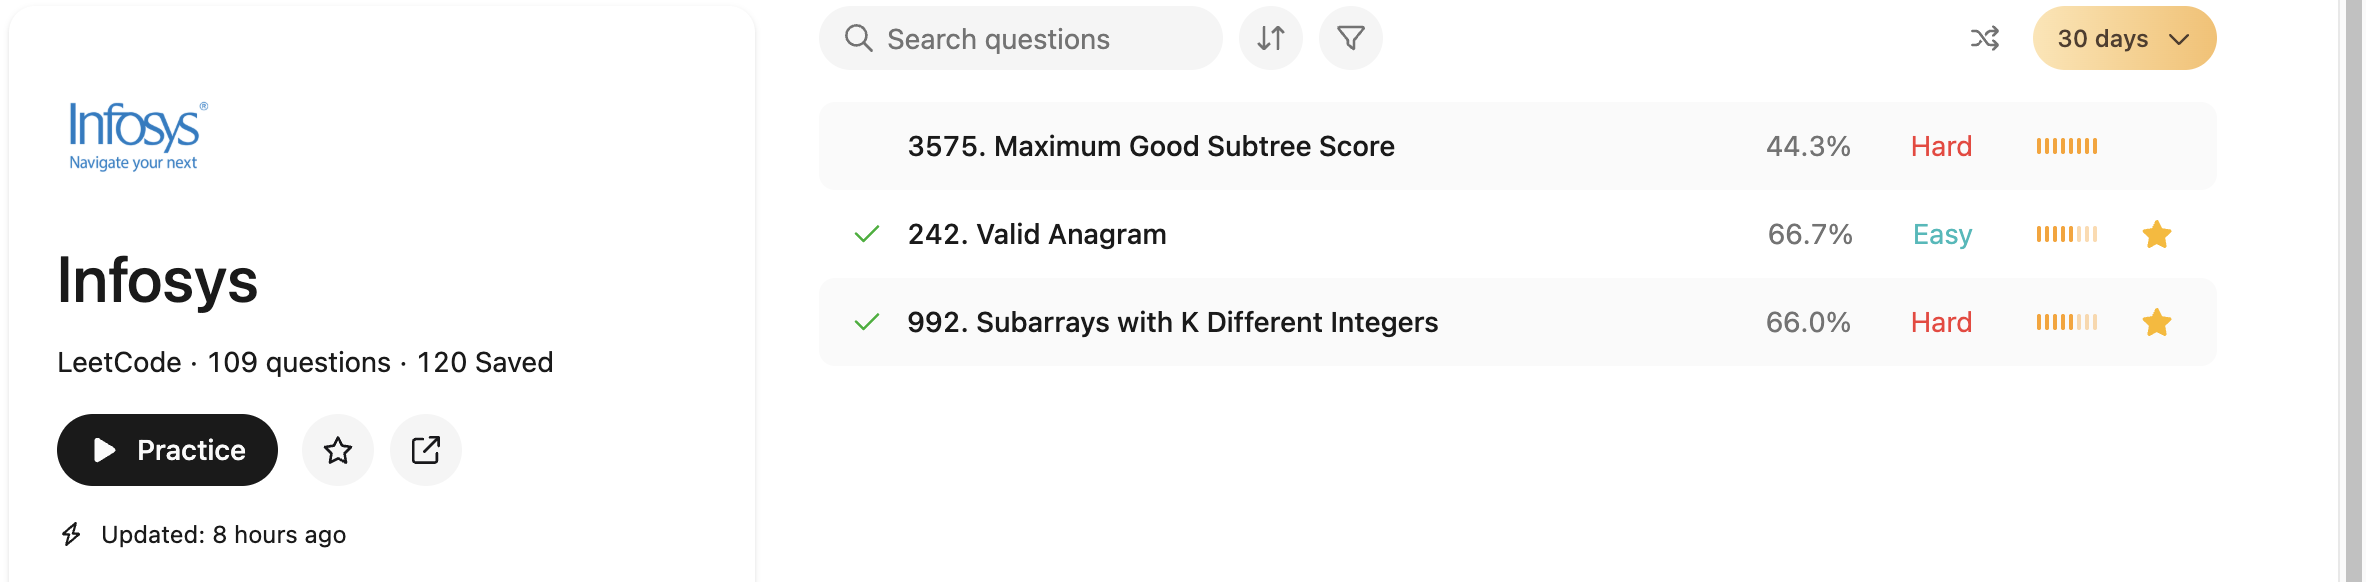 Infosys®
Navigate your next
Infosys
LeetCode · 109 questions · 120 Saved
Practice
Updated: 8 hours ago
Search questions
30 days
3575. Maximum Good Subtree Score 44.3% Hard
242. Valid Anagram 66.7% Easy
992. Subarrays with K Different Integers 66.0% Hard